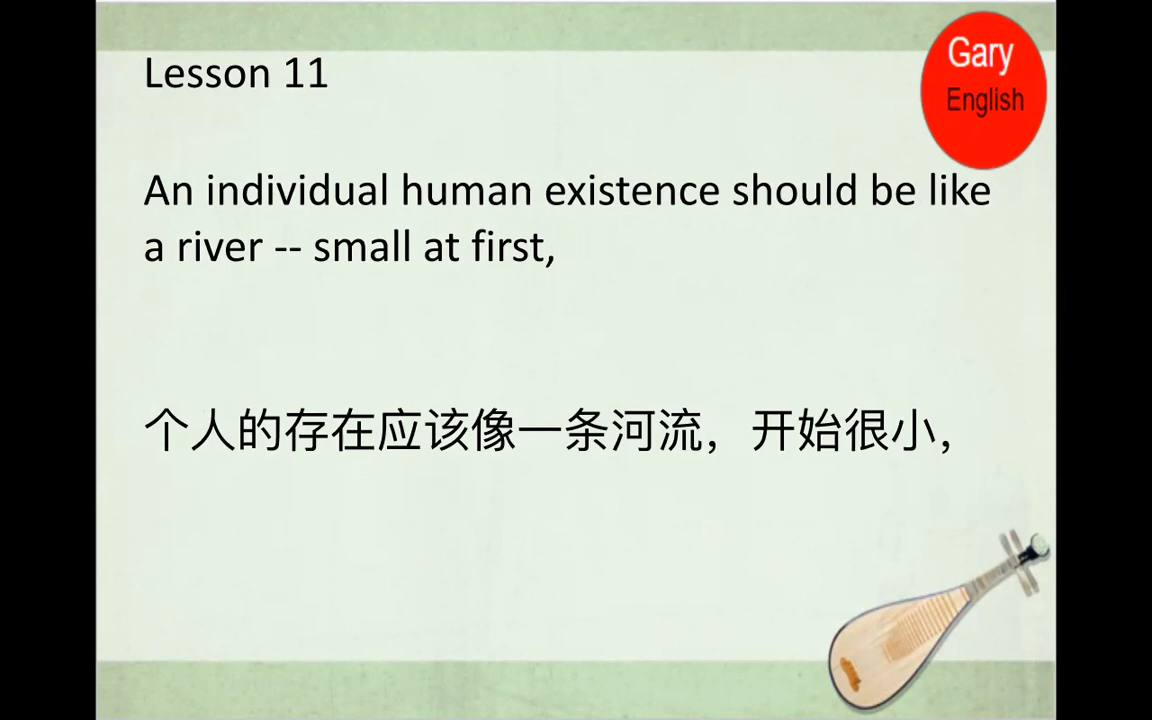 Lesson 11
Gary
English
An individual human existence should be like
a river -- small at first,
个人的存在应该像一条河流，开始很小，